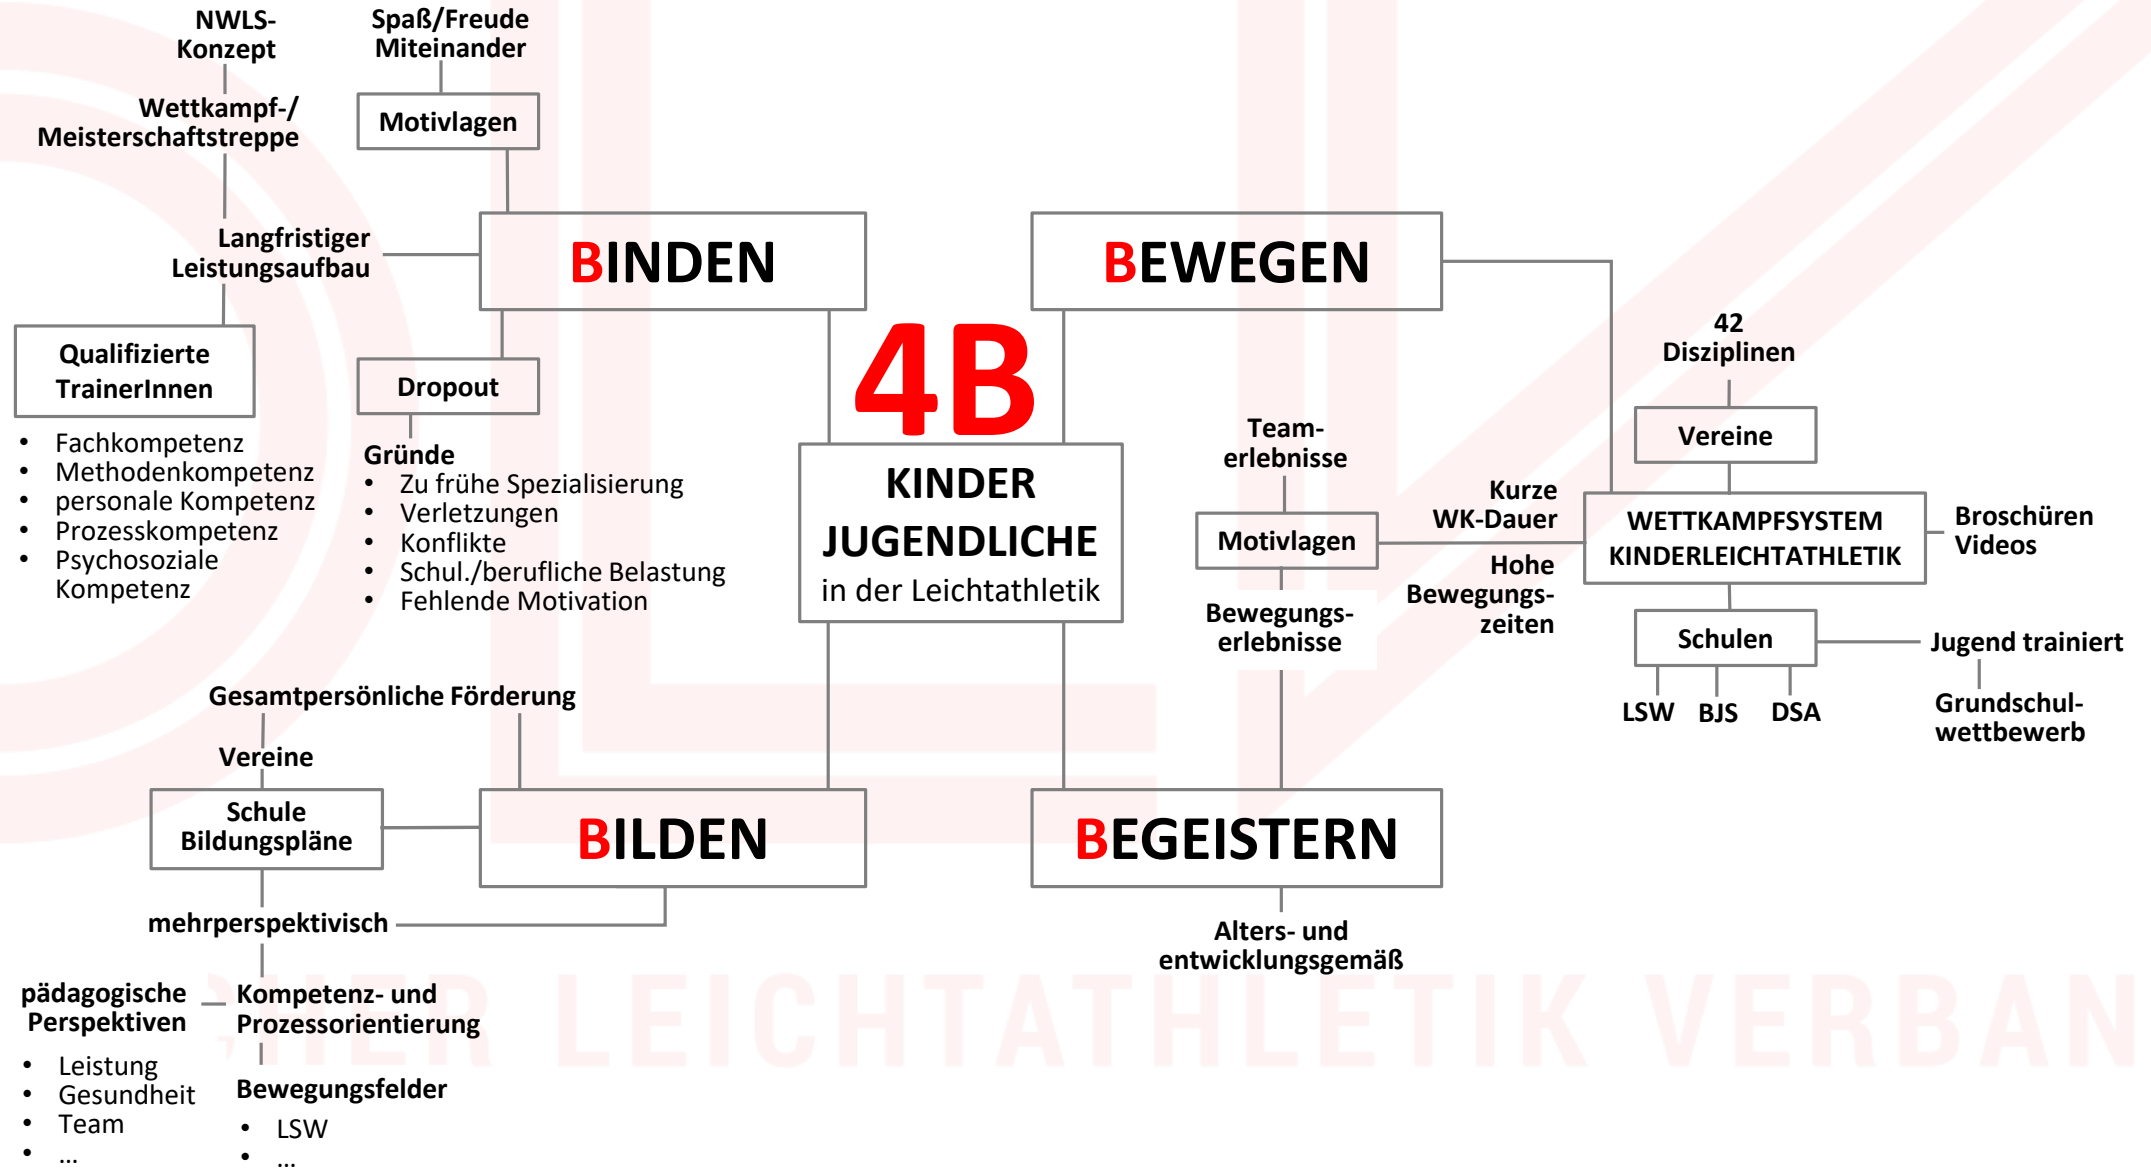 NWLS-
Konzept
Wettkampf-/
Meisterschaftstreppe
Langfristiger
Leistungsaufbau
Qualifizierte
TrainerInnen
• Fachkompetenz
• Methodenkompetenz
• personale Kompetenz
• Prozesskompetenz
• Psychosoziale
Kompetenz
Spaß/Freude
Miteinander
Motivlagen
BINDEN
Dropout
Gründe
• Zu frühe Spezialisierung
• Verletzungen
• Konflikte
• Schul./berufliche Belastung
• Fehlende Motivation
4B
KINDER
JUGENDLICHE
in der Leichtathletik
BEWEGEN
42
Disziplinen
Vereine
WETTKAMPFSYSTEM
KINDERLEICHTATHLETIK
Broschüren
Videos
Schulen
LSW BJS DSA
Jugend trainiert
Grundschul-
wettbewerb
Team-
erlebnisse
Motivlagen
Kurze
WK-Dauer
Hohe
Bewegungs-
zeiten
Bewegungs-
erlebnisse
BEGEISTERN
Alters- und
entwicklungsgemäß
Gesamtpersönliche Förderung
Vereine
Schule
Bildungspläne
BILDEN
mehrperspektivisch
pädagogische
Perspektiven
• Leistung
• Gesundheit
• Team
• ...
Kompetenz- und
Prozessorientierung
Bewegungsfelder
• LSW
• ...
HER LEICHTATHLETIK VERBAN